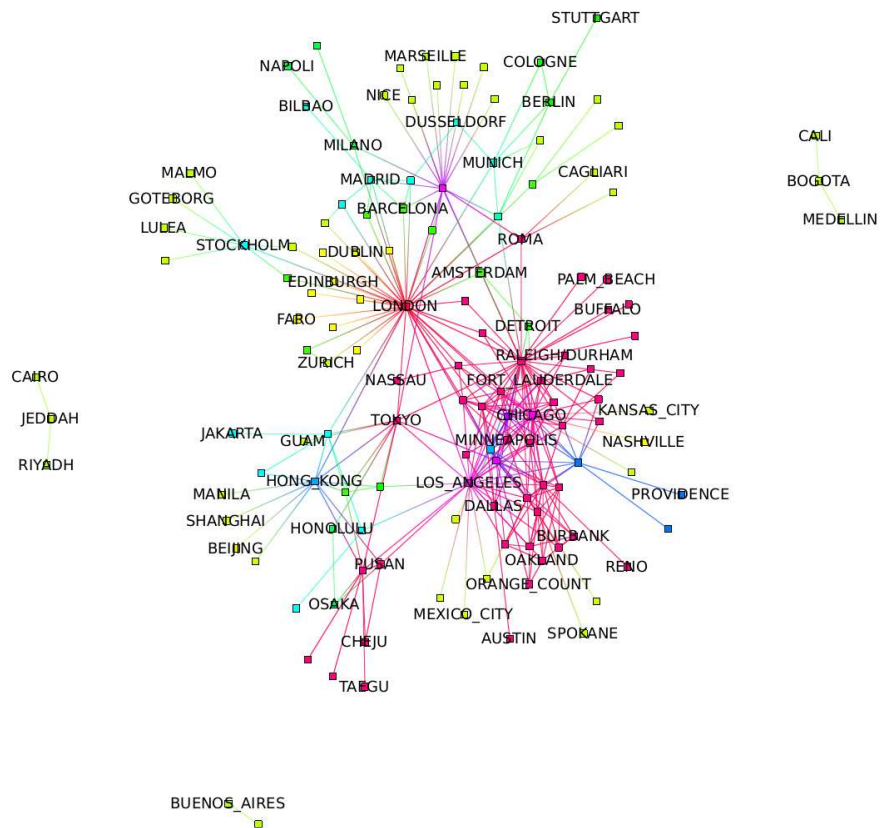 STUTTGART
MARSEILLE
COLOGNE
NAPOLI
NICE
BERLIN
BILBAO
DUSSELDORF
CALI
MILANO
MUNICH
MALMO
MADRID
CAGLIARI
BOGOTA
GOTEBORG
BARCELONA
MEDELLIN
LULEA
STOCKHOLM
ROMA
DUBLIN
AMSTERDAM
EDINBURGH
PALM_BEACH
LONDON
BUFFALO
FARO
DETROIT
ZURICH
RALEIGH/DURHAM
CAIRO
NASSAU
FORT_LAUDERDALE
JEDDAH
TOKYO
CHICAGO
KANSAS_CITY
JAKARTA
GUAM
MINNEAPOLIS
NASHVILLE
RIYADH
HONG_KONG
LOS_ANGELES
MANILA
PROVIDENCE
DALLAS
SHANGHAI
HONOLULU
BURBANK
BEIJING
PUSAN
OAKLAND
RENO
ORANGE_COUNT
OSAKA
MEXICO_CITY
CHEJU
AUSTIN
SPOKANE
TAEGU
BUENOS_AIRES